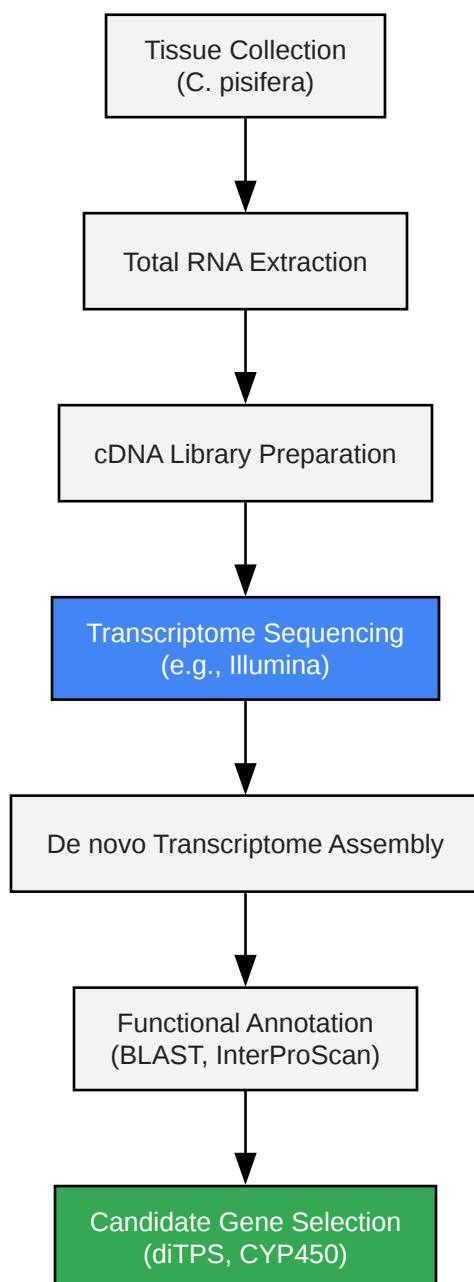 Tissue Collection
(C. pisifera)
Total RNA Extraction
cDNA Library Preparation
Transcriptome Sequencing
(e.g., Illumina)
De novo Transcriptome Assembly
Functional Annotation
(BLAST, InterProScan)
Candidate Gene Selection
(diTPS, CYP450)